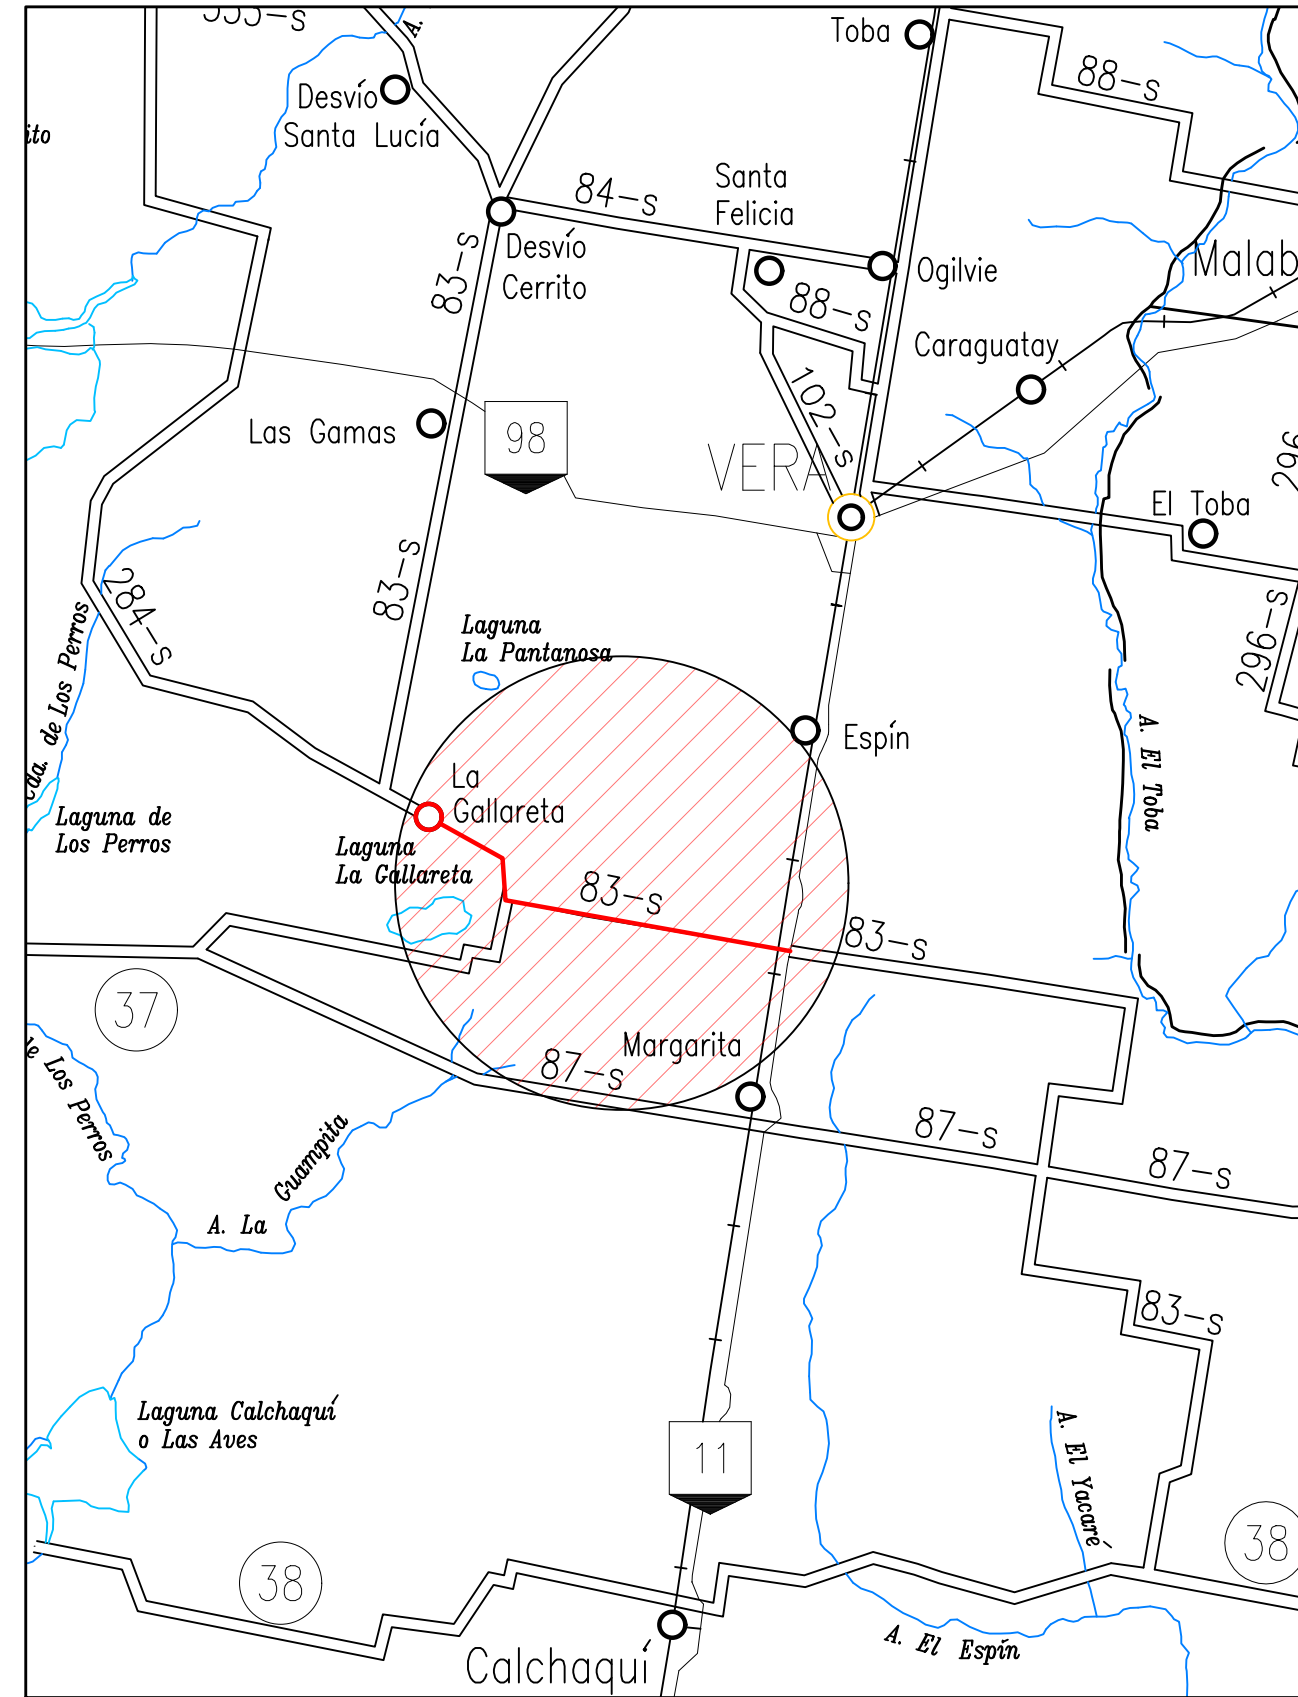 Toba
88-s
Desvío
Santa Lucía
84-s
Santa
Felicia
83-s
Desvío
Cerrito
88-s
Ogilvie
Caraguatay
102-s
Las Gamas
98
VERA
El Toba
83-s
284-s
296-s
Laguna
La Pantanosa
de Los Perros
Espín
A. El Toba
La
Gallareta
Laguna de
Los Perros
Laguna
La Gallareta
83-s
83-s
37
Margarita
87-s
87-s
87-s
Los Perros
Guampita
A. La
83-s
Laguna Calchaquí
o Las Aves
11
A. El Yacaré
38
38
Calchaquí
A. El Espín